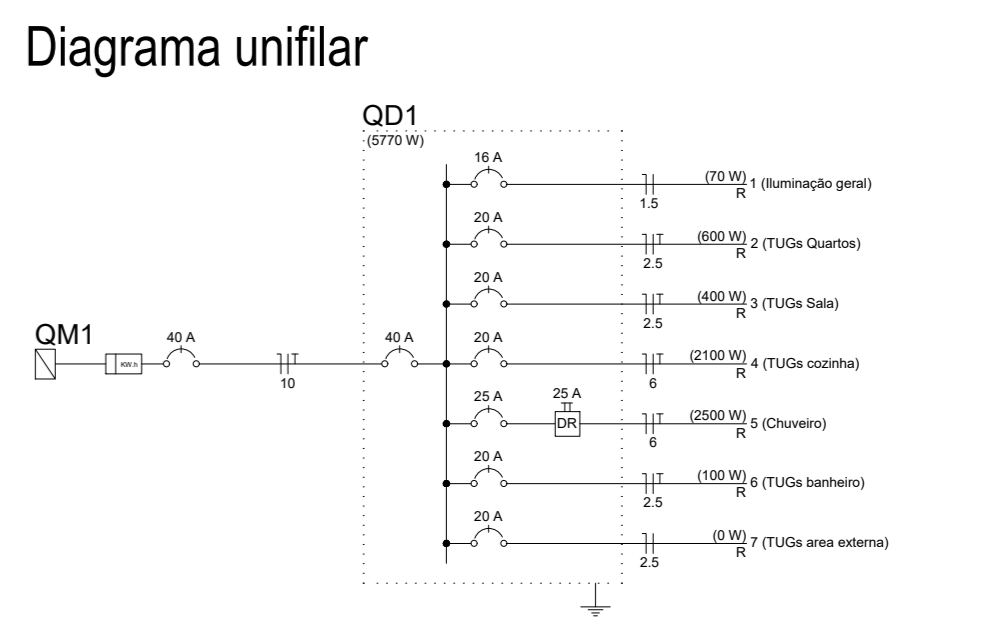 Diagrama unifilar
QD1
(5770 W)
16 A
(70 W)
1 (Iluminação geral)
R
1.5
20 A
(600 W)
2 (TUGs Quartos)
R
2.5
20 A
(400 W)
3 (TUGs Sala)
R
2.5
QM1
KW.h
40 A
10
40 A
20 A
(2100 W)
4 (TUGs cozinha)
R
6
25 A
25 A
DR
(2500 W)
5 (Chuveiro)
R
6
20 A
(100 W)
6 (TUGs banheiro)
R
2.5
20 A
(0 W)
7 (TUGs area externa)
R
2.5